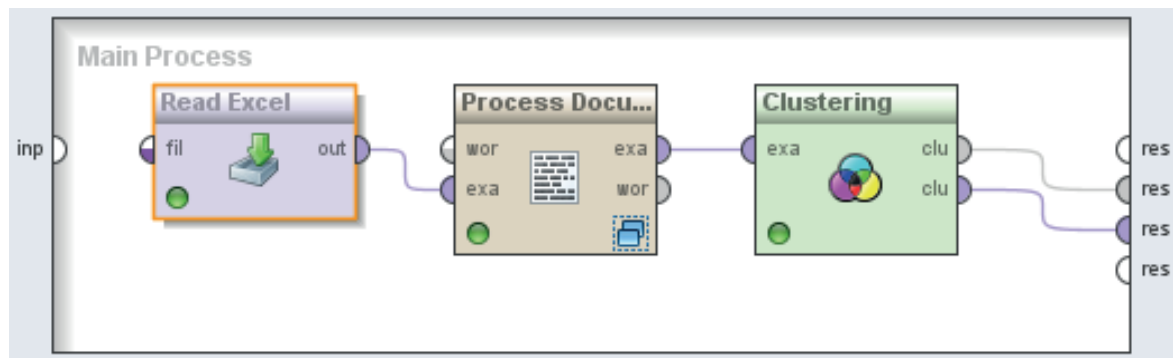 Main Process
Read Excel
Process Docu...
Clustering
inp
fil
out
wor
exa
exa
clu
res
exa
wor
clu
res
res
res